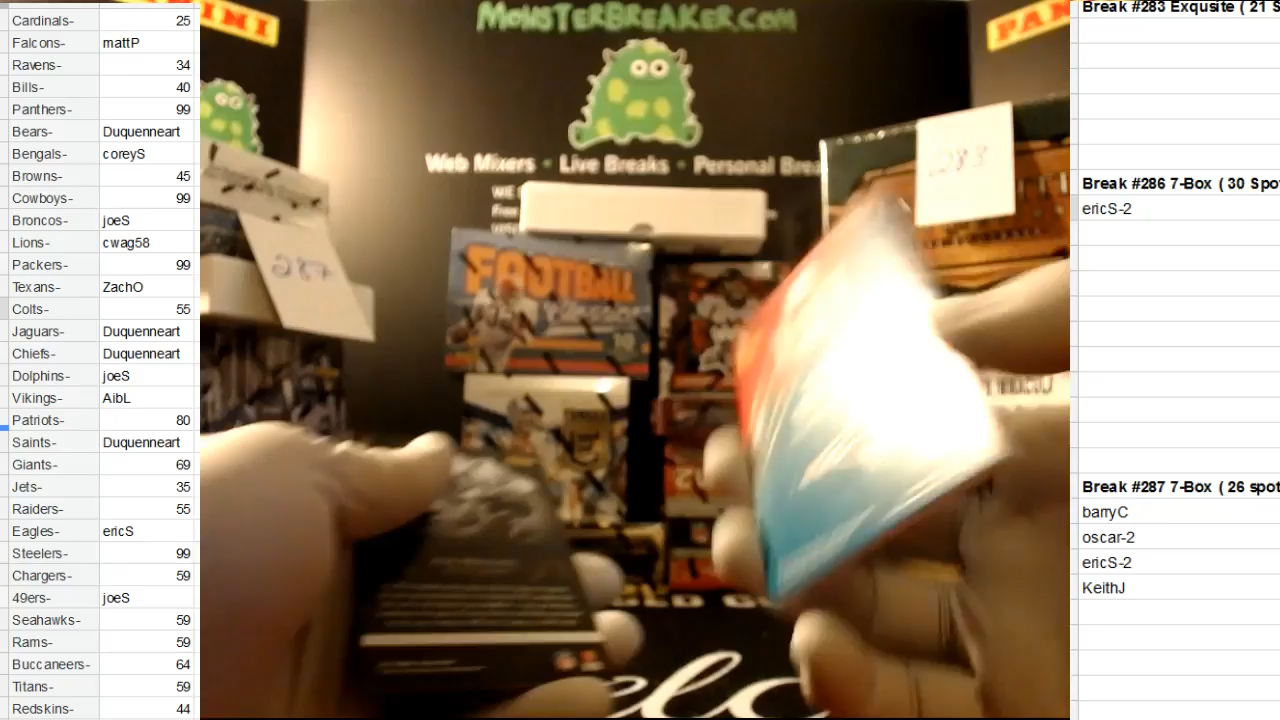 Cardinals- 25
Falcons- mattP
Ravens- 34
Bills- 40
Panthers- 99
Bears- Duquenneart
Bengals- coreyS
Browns- 45
Cowboys- 99
Broncos- joeS
Lions- cwag58
Packers- 99
Texans- ZachO
Colts- 55
Jaguars- Duquenneart
Chiefs- Duquenneart
Dolphins- joeS
Vikings- AibL
Patriots- 80
Saints- Duquenneart
Giants- 69
Jets- 35
Raiders- 55
Eagles- ericS
Steelers- 99
Chargers- 59
49ers- joeS
Seahawks- 59
Rams- 59
Buccaneers- 64
Titans- 59
Redskins- 44
MONSTERBREAKER.COM
Web Mixers - Live Breaks - Personal Brea
WE
FOOTBALL
283
287
Break #283 Exqusite ( 21 S
Break #286 7-Box ( 30 Spo
ericS-2
Break #287 7-Box ( 26 spot
barryC
oscar-2
ericS-2
KeithJ